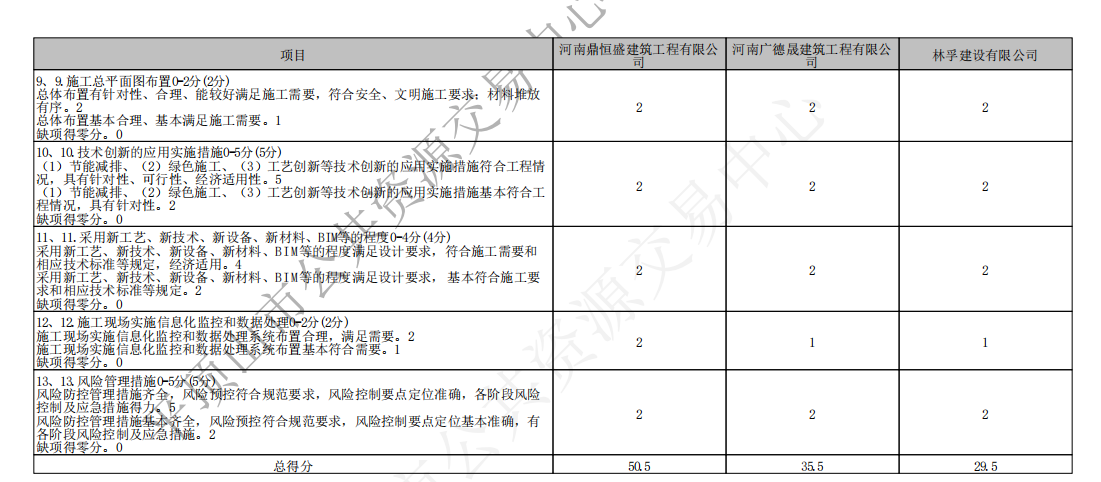 项目
河南鼎恒盛建筑工程有限公
司
河南广德晟建筑工程有限公
司
林孚建设有限公司
9、9.施工总平面图布置0-2分(2分)
总体布置有针对性、合理、能较好满足施工需要，符合安全、文明施工要求；材料堆放
有序。2
总体布置基本合理、基本满足施工需要。1
缺项得零分。0
2
2
2
10、10.技术创新的应用实施措施0-5分(5分)
（1）节能减排、（2）绿色施工、（3）工艺创新等技术创新的应用实施措施符合工程情
况，具有针对性、可行性、经济适用性。5
（1）节能减排、（2）绿色施工、（3）工艺创新等技术创新的应用实施措施基本符合工
程情况，具有针对性。2
缺项得零分。0
2
2
2
11、11.采用新工艺、新技术、新设备、新材料、BIM等的程度0-4分(4分)
采用新工艺、新技术、新设备、新材料、BIM等的程度满足设计要求，符合施工需要和
相应技术标准等规定，经济适用。4
采用新工艺、新技术、新设备、新材料、BIM等的程度满足设计要求， 基本符合施工要
求和相应技术标准等规定。2
缺项得零分。0
2
2
2
12、12.施工现场实施信息化监控和数据处理0-2分(2分)
施工现场实施信息化监控和数据处理系统布置合理，满足需要。2
施工现场实施信息化监控和数据处理系统布置基本符合需要。1
缺项得零分。0
2
1
1
13、13.风险管理措施0-5分(5分)
风险防控管理措施齐全，风险预控符合规范要求，风险控制要点定位准确，各阶段风险
控制及应急措施得力。5
风险防控管理措施基本齐全，风险预控符合规范要求，风险控制要点定位基本准确，有
各阶段风险控制及应急措施。2
缺项得零分。0
2
2
2
总得分
50.5
35.5
29.5
平顶山市公共资源交易中心
市公共资源交易中心